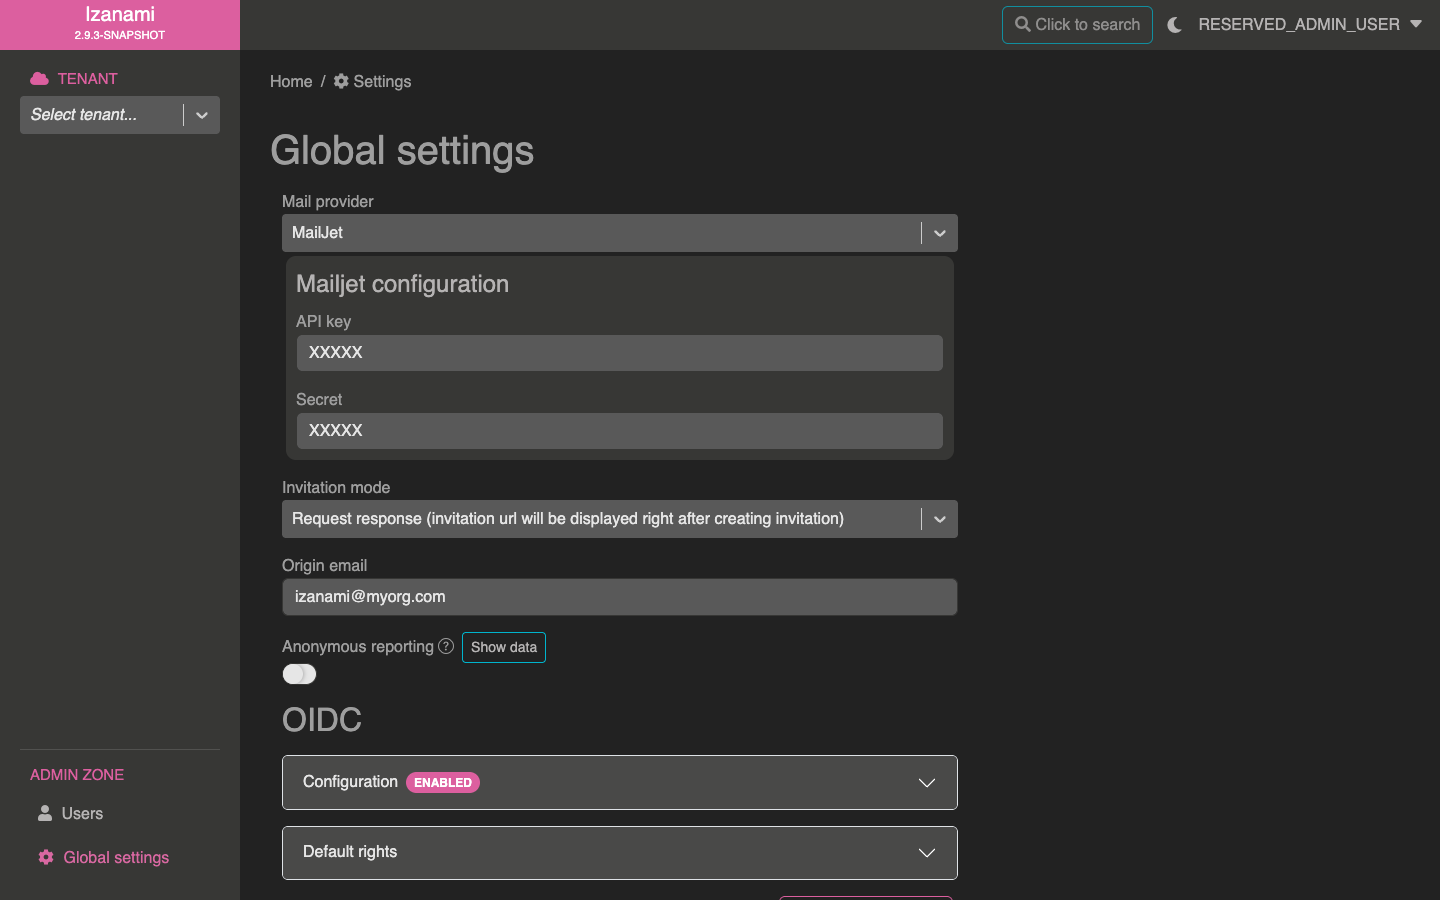 Izanami
2.9.3-SNAPSHOT
Click to search
RESERVED_ADMIN_USER
TENANT
Select tenant...
Home / Settings
Global settings
Mail provider
MailJet
Mailjet configuration
API key
XXXXX
Secret
XXXXX
Invitation mode
Request response (invitation url will be displayed right after creating invitation)
Origin email
izanami@myorg.com
Anonymous reporting ? Show data
OIDC
Configuration ENABLED
Default rights
ADMIN ZONE
Users
Global settings